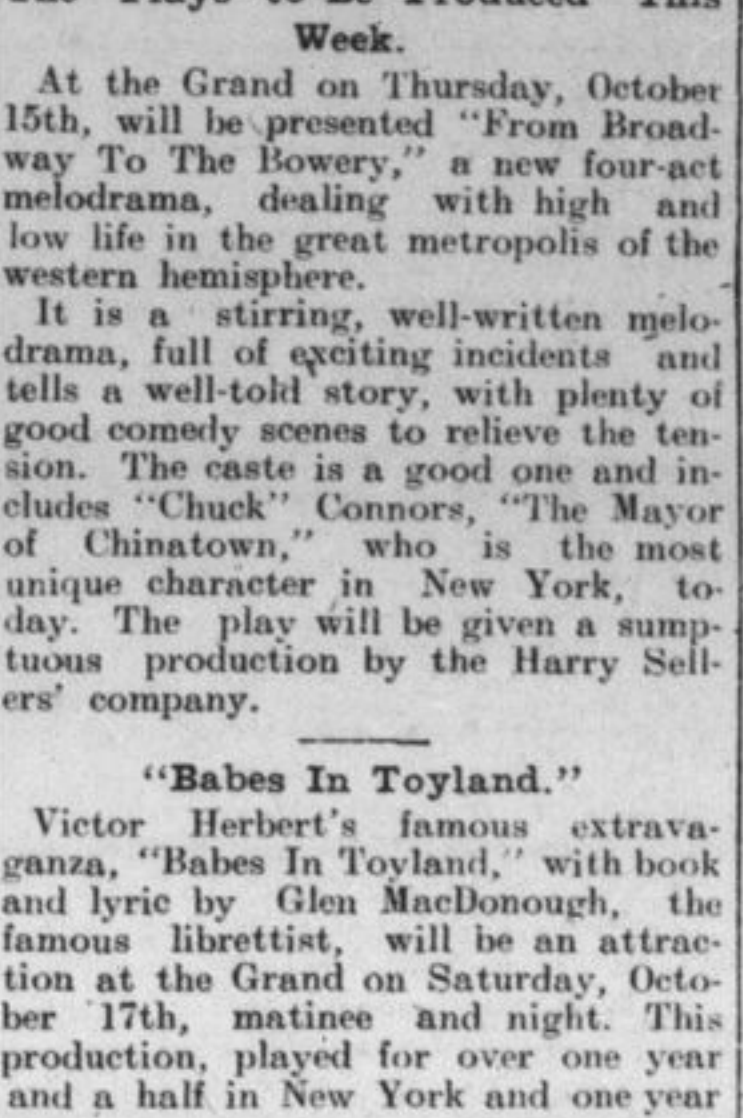 The Plays to Be Produced This
Week.
At the Grand on Thursday, October
15th, will be presented "From Broad-
way To The Bowery," a new four-act
melodrama, dealing with high and
low life in the great metropolis of the
western hemisphere.
It is a stirring, well-written melo-
drama, full of exciting incidents and
tells a well-told story, with plenty of
good comedy scenes to relieve the ten-
sion. The caste is a good one and in-
cludes "Chuck" Connors, "The Mayor
of Chinatown," who is the most
unique character in New York, to-
day. The play will be given a sump-
tuous production by the Harry Sell-
ers' company.
"Babes In Toyland."
Victor Herbert's famous extrava-
ganza, "Babes In Toyland," with book
and lyric by Glen MacDonough, the
famous librettist, will be an attrac-
tion at the Grand on Saturday, Octo-
ber 17th, matinee and night. This
production, played for over one year
and a half in New York and one year